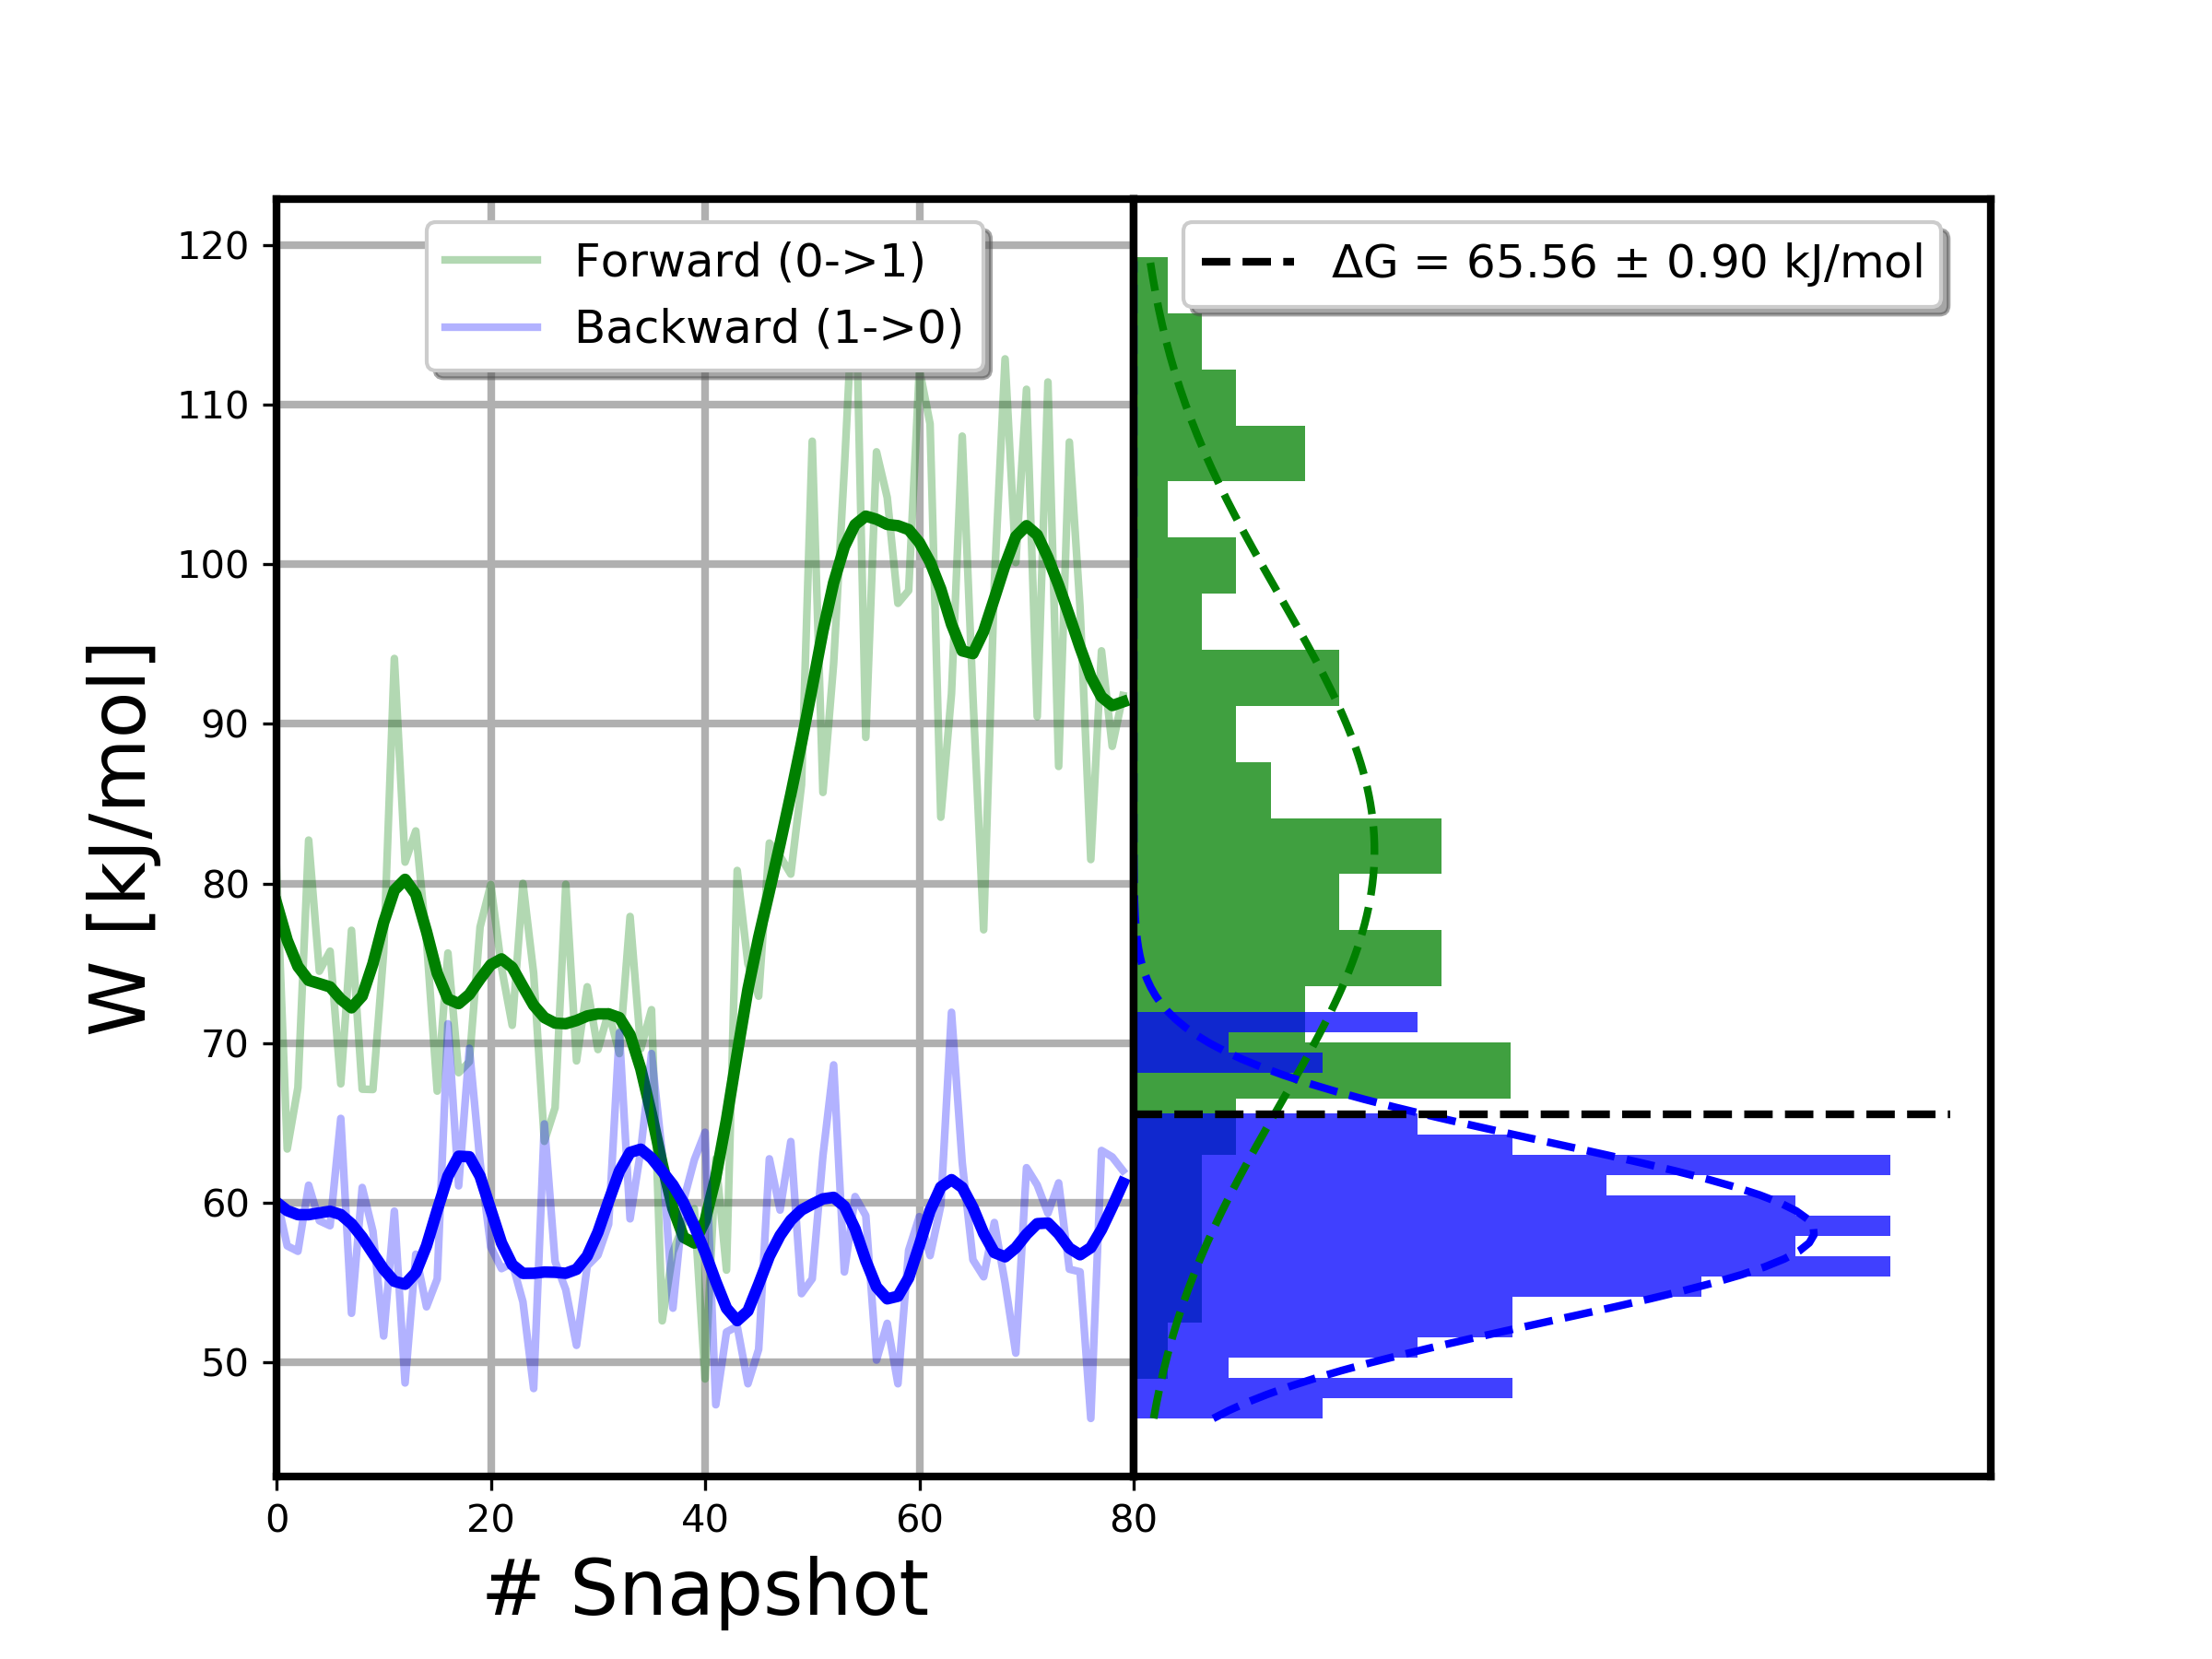 Forward (0->1)
Backward (1->0)
ΔG = 65.56 ± 0.90 kJ/mol
W [kJ/mol]
120
110
100
90
80
70
60
50
0 20 40 60 80
# Snapshot